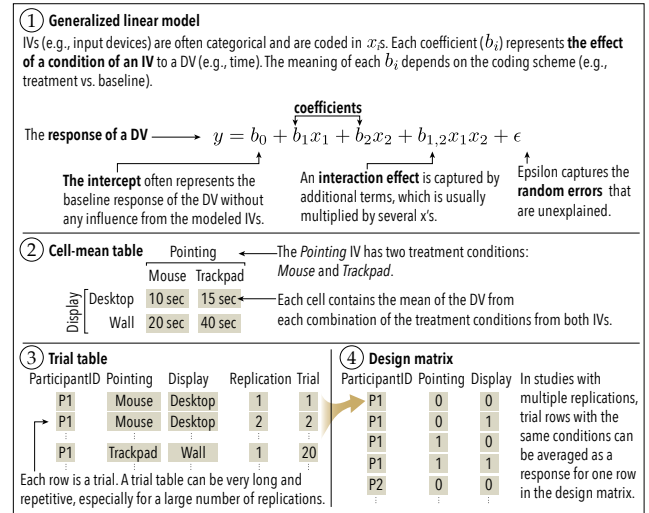 1 Generalized linear model
IVs (e.g., input devices) are often categorical and are coded in x_i s. Each coefficient (b_i) represents the effect
of a condition of an IV to a DV (e.g., time). The meaning of each b_i depends on the coding scheme (e.g.,
treatment vs. baseline).
coefficients
The response of a DV y = b_0 + b_1x_1 + b_2x_2 + b_{1,2}x_1x_2 + ϵ
The intercept often represents the
baseline response of the DV without
any influence from the modeled IVs.
An interaction effect is captured by
additional terms, which is usually
multiplied by several x's.
Epsilon captures the
random errors that
are unexplained.
2 Cell-mean table
Pointing
Mouse Trackpad
Display
Desktop 10 sec 15 sec
Wall 20 sec 40 sec
The Pointing IV has two treatment conditions:
Mouse and Trackpad.
Each cell contains the mean of the DV from
each combination of the treatment conditions from both IVs.
3 Trial table
ParticipantID Pointing Display Replication Trial
P1 Mouse Desktop 1 1
P1 Mouse Desktop 2 2
P1 Trackpad Wall 1 20
Each row is a trial. A trial table can be very long and
repetitive, especially for a large number of replications.
4 Design matrix
ParticipantID Pointing Display
P1 0 0
P1 0 1
P1 1 0
P1 1 1
P2 0 0
In studies with
multiple replications,
trial rows with the
same conditions can
be averaged as a
response for one row
in the design matrix.